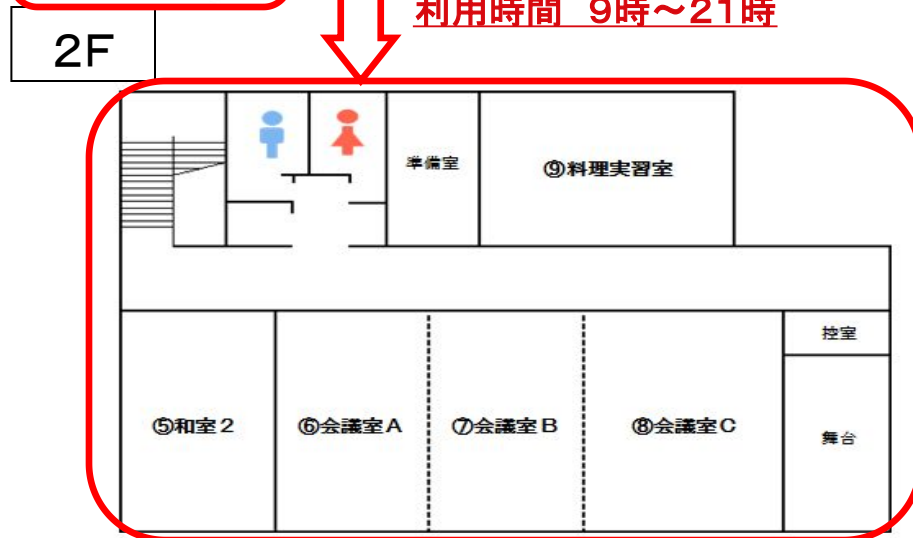 利用時間 9時～21時
2F
準備室
⑨料理実習室
控室
⑤和室2
⑥会議室A
⑦会議室B
⑧会議室C
舞台